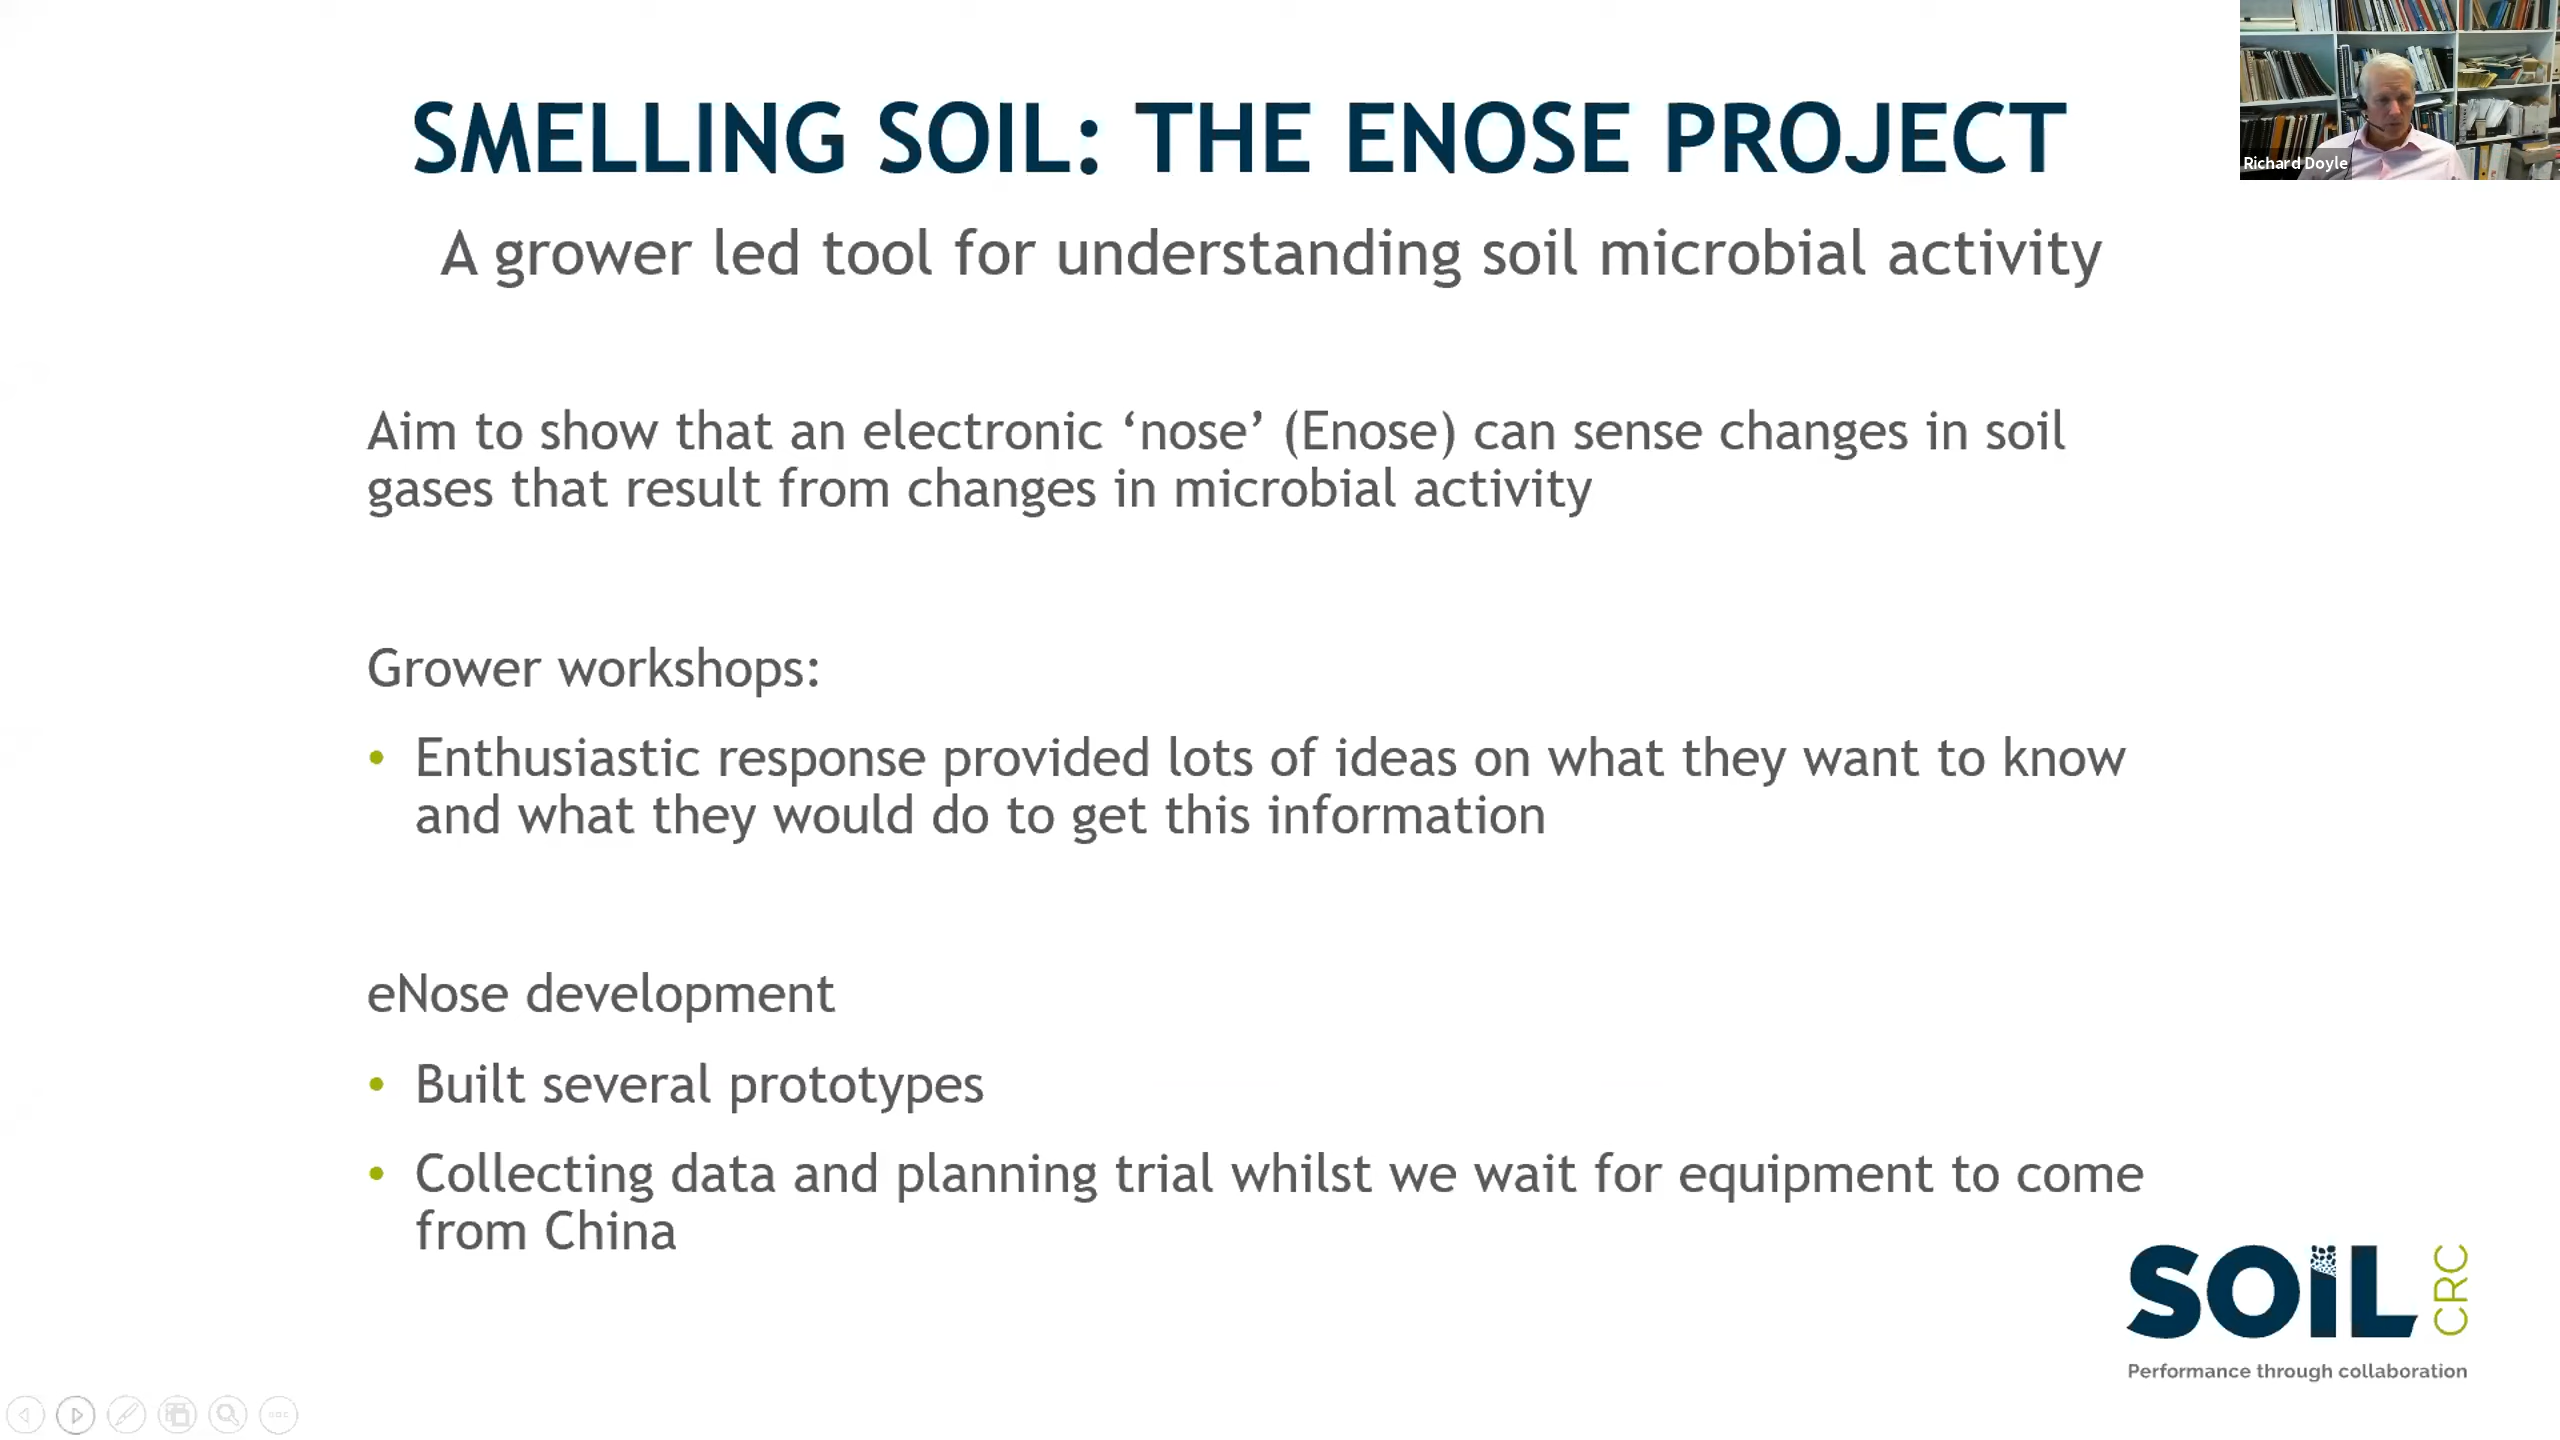 SMELLING SOIL: THE ENOSE PROJECT
Richard Doyle
A grower led tool for understanding soil microbial activity
Aim to show that an electronic ‘nose’ (Enose) can sense changes in soil
gases that result from changes in microbial activity
Grower workshops:
• Enthusiastic response provided lots of ideas on what they want to know
and what they would do to get this information
eNose development
• Built several prototypes
• Collecting data and planning trial whilst we wait for equipment to come
from China
SOiL CRC
Performance through collaboration